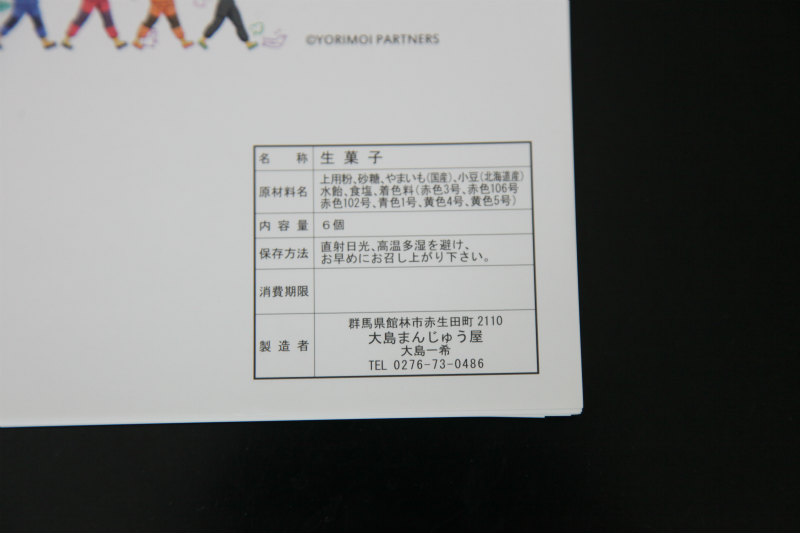 ©YORIMOI PARTNERS
名　称 生菓子
原材料名 上用粉、砂糖、やまいも(国産)、小豆(北海道産)
水飴、食塩、着色料(赤色3号、赤色106号
赤色102号、青色1号、黄色4号、黄色5号)
内容量 6個
保存方法 直射日光、高温多湿を避け、
お早めにお召し上がり下さい。
消費期限
製造者 群馬県館林市赤生田町2110
大島まんじゅう屋
大島一希
TEL 0276-73-0486